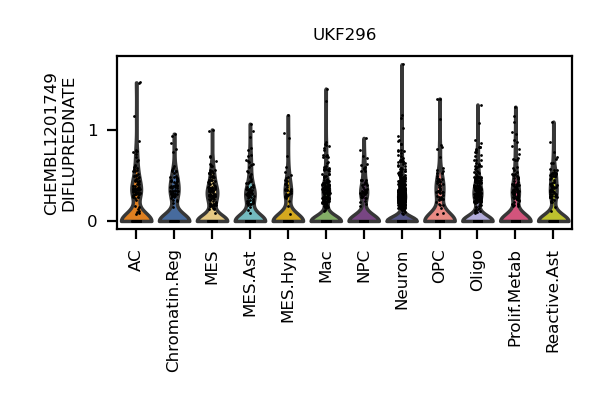 UKF296
CHEMBL1201749
DIFLUPREDNATE
1
0
AC
Chromatin.Reg
MES
MES.Ast
MES.Hyp
Mac
NPC
Neuron
OPC
Oligo
Prolif.Metab
Reactive.Ast